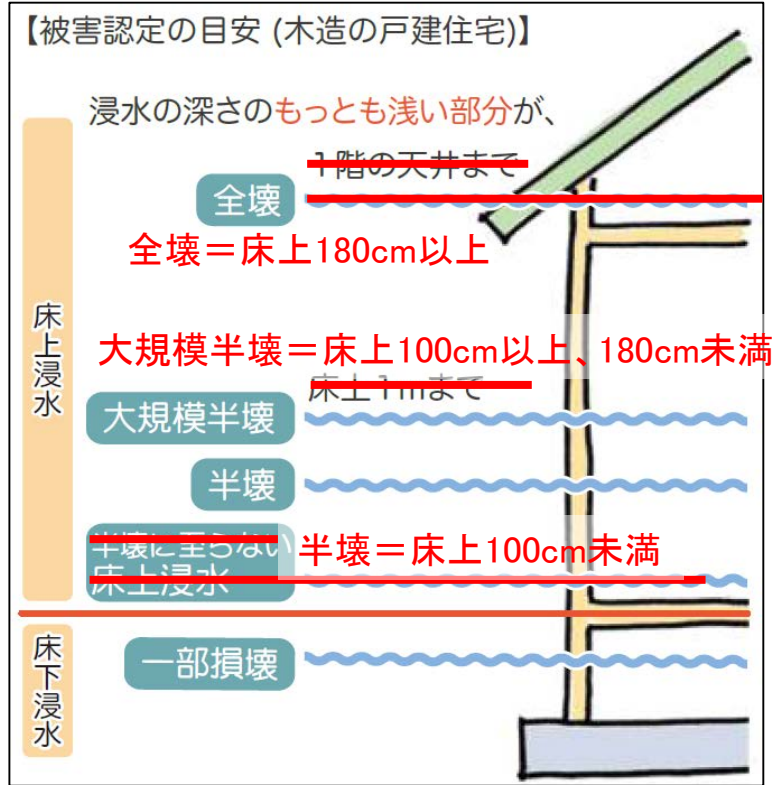 【被害認定の目安 (木造の戸建住宅)】
浸水の深さのもっとも浅い部分が、
1階の天井まで
全壊
全壊＝床上180cm以上
床上浸水
大規模半壊＝床上100cm以上、180cm未満
床上1mまで
大規模半壊
半壊
半壊に至らない
床上浸水
半壊＝床上100cm未満
床下浸水
一部損壊